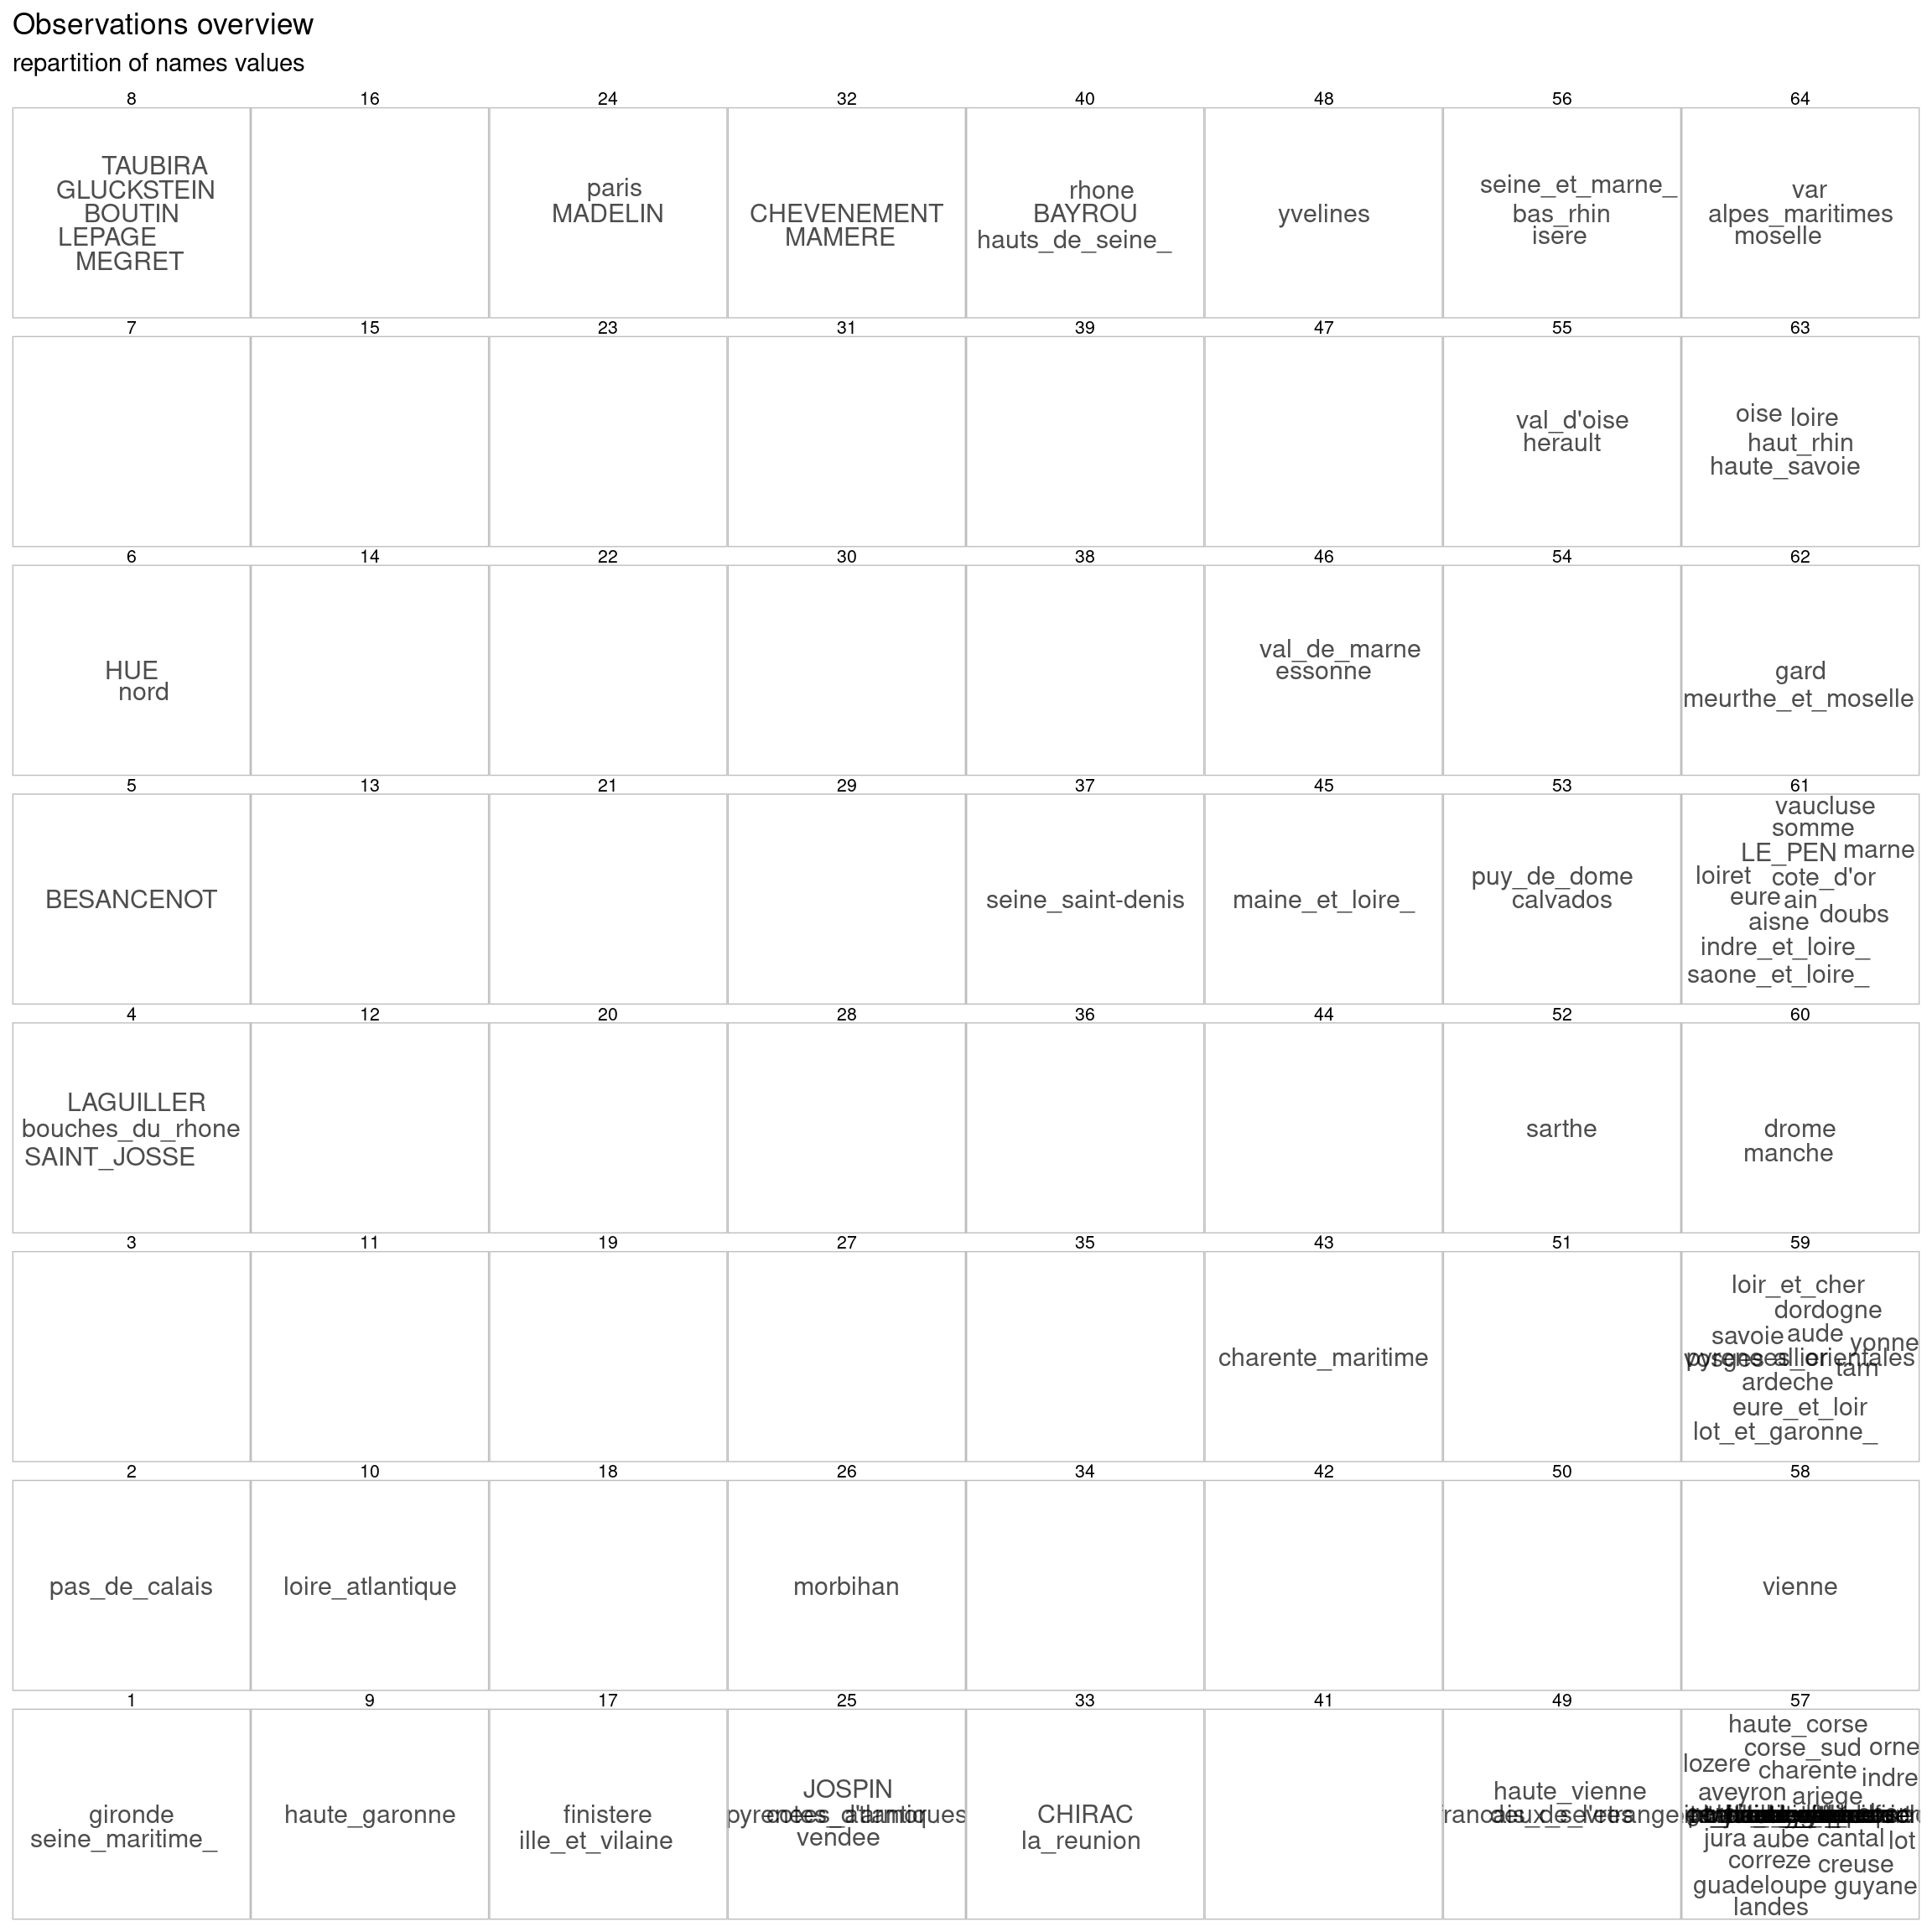 Observations overview
repartition of names values
8 16 24 32 40 48 56 64
TAUBIRA
GLUCKSTEIN
BOUTIN
LEPAGE
MEGRET
paris
MADELIN
CHEVENEMENT
MAMERE
rhone
BAYROU
hauts_de_seine_
yvelines
seine_et_marne_
bas_rhin
isere
var
alpes_maritimes
moselle
7 15 23 31 39 47 55 63
val_d'oise
herault
oise loire
haut_rhin
haute_savoie
6 14 22 30 38 46 54 62
HUE
nord
val_de_marne
essonne
gard
meurthe_et_moselle
5 13 21 29 37 45 53 61
BESANCENOT
seine_saint-denis
maine_et_loire_
puy_de_dome
calvados
vaucluse
somme
LE_PEN marne
loiret cote_d'or
eure ain
aisne doubs
indre_et_loire_
saone_et_loire_
4 12 20 28 36 44 52 60
LAGUILLER
bouches_du_rhone
SAINT_JOSSE
sarthe
drome
manche
3 11 19 27 35 43 51 59
charente_maritime
loir_et_cher
dordogne
savoie aude yonne
tarn
ardeche
eure_et_loir
lot_et_garonne_
2 10 18 26 34 42 50 58
pas_de_calais
loire_atlantique
morbihan
vienne
1 9 17 25 33 41 49 57
gironde
seine_maritime_
haute_garonne
finistere
ille_et_vilaine
JOSPIN
vendee
CHIRAC
la_reunion
haute_vienne
haute_corse
corse_sud orne
lozere charente indre
aveyron ariege
jura aube cantal lot
correze creuse
guadeloupe guyane
landes